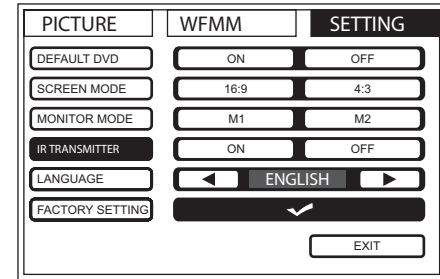 PICTURE WFMM SETTING
DEFAULT DVD ON OFF
SCREEN MODE 16:9 4:3
MONITOR MODE M1 M2
IR TRANSMITTER ON OFF
LANGUAGE ENGLISH
FACTORY SETTING
EXIT